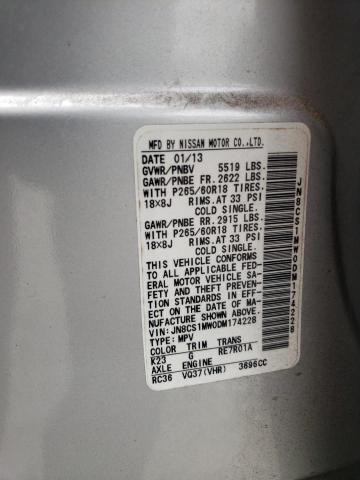 MFD BY NISSAN MOTOR CO.,LTD.
DATE 01/13
GVWR/PNBV 5519 LBS.
GAWR/PNBE FR. 2622 LBS.
WITH P265/60R18 TIRES.
18X8J RIMS. AT 33 PSI
COLD SINGLE.
GAWR/PNBE RR. 2915 LBS.
WITH P265/60R18 TIRES.
18X8J RIMS. AT 33 PSI
COLD SINGLE.
THIS VEHICLE CONFORMS
TO ALL APPLICABLE FED-
ERAL MOTOR VEHICLE SA-
FETY AND THEFT PREVEN-
TION STANDARDS IN EFF-
ECT ON THE DATE OF MA-
NUFACTURE SHOWN ABOVE.
VIN: JN8CS1MW0DM174228
TYPE: MPV
COLOR TRIM TRANS
K23 G RE7R01A
AXLE ENGINE 3696CC
RC36 VQ37(VHR)
JN8CS1MW0DM174228